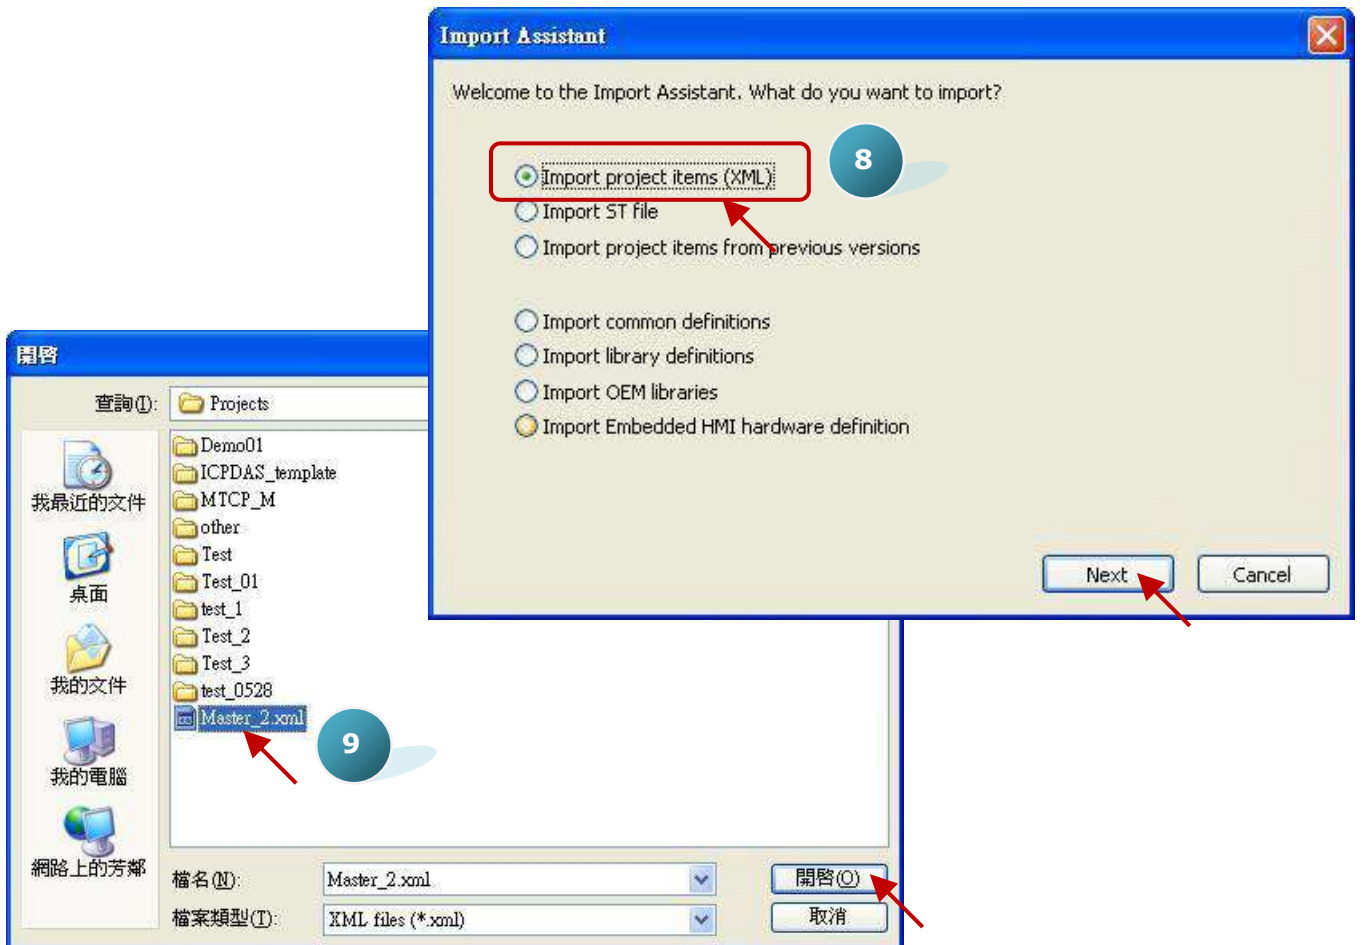 Import Assistant
Welcome to the Import Assistant. What do you want to import?
Import project items (XML)
8
Import ST file
Import project items from previous versions
Import common definitions
Import library definitions
Import OEM libraries
Import Embedded HMI hardware definition
Next
Cancel
開啓
查詢(I):
Projects
我最近的文件
桌面
我的文件
我的電腦
網路上的芳鄰
Demo01
ICPDAS_template
MTCP_M
other
Test
Test_01
test_1
Test_2
Test_3
test_0528
Master_2.xml
9
檔名(N):
Master_2.xml
開啓(O)
檔案類型(T):
XML files (*.xml)
取消